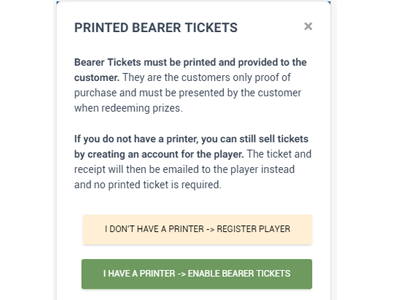 PRINTED BEARER TICKETS ×
Bearer Tickets must be printed and provided to the
customer. They are the customers only proof of
purchase and must be presented by the customer
when redeeming prizes.
If you do not have a printer, you can still sell tickets
by creating an account for the player. The ticket and
receipt will then be emailed to the player instead
and no printed ticket is required.
I DON'T HAVE A PRINTER -> REGISTER PLAYER
I HAVE A PRINTER -> ENABLE BEARER TICKETS